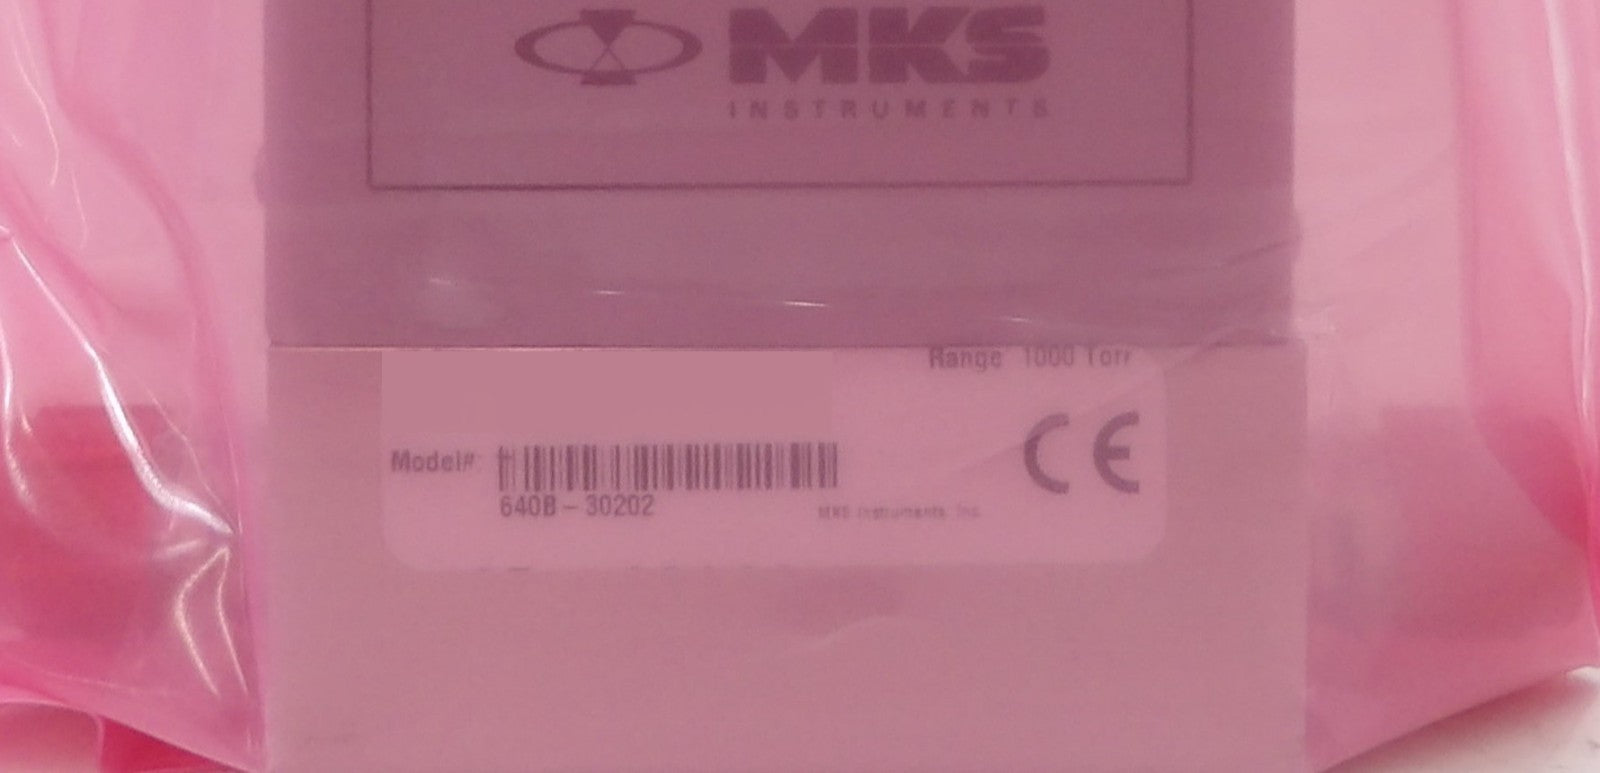 MKS
INSTRUMENTS
Range 1000 Torr
Model#
640B-30202
MKS Instruments, Inc.
CE